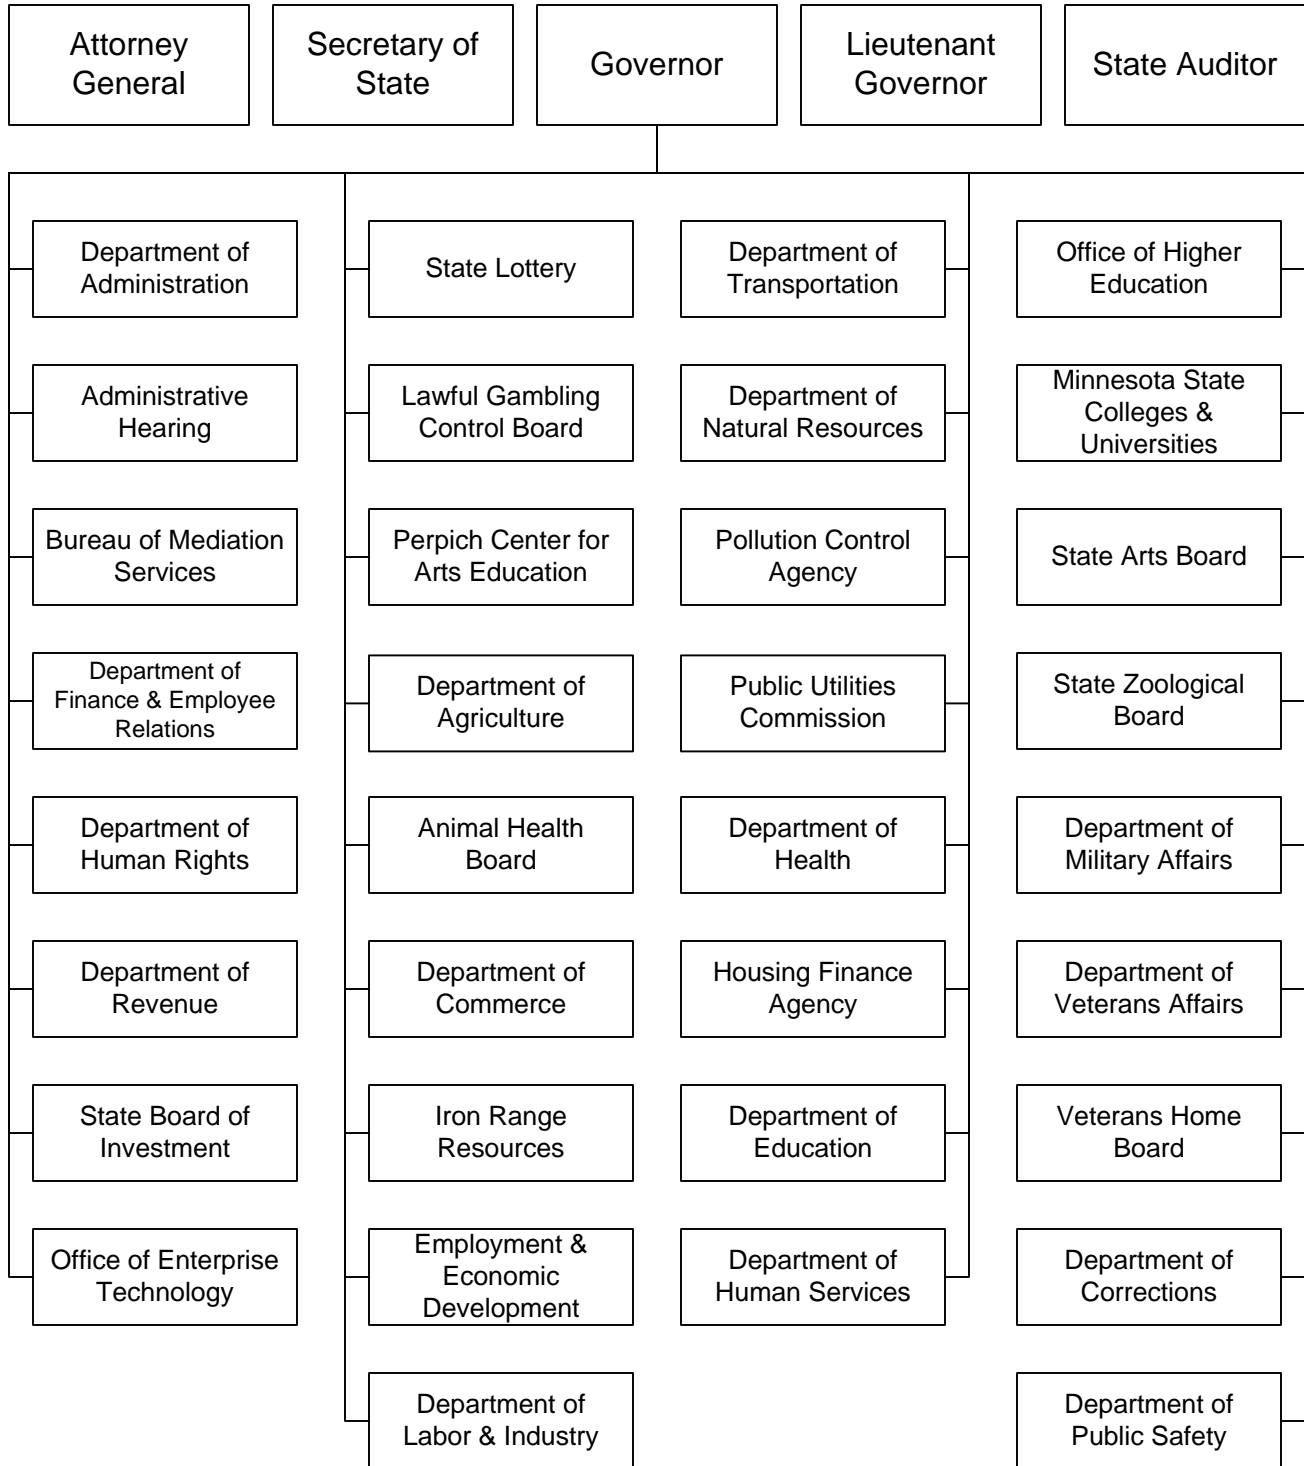 Attorney
General
Secretary of
State
Governor
Lieutenant
Governor
State Auditor
Department of
Administration
State Lottery
Department of
Transportation
Office of Higher
Education
Administrative
Hearing
Lawful Gambling
Control Board
Department of
Natural Resources
Minnesota State
Colleges &
Universities
Bureau of Mediation
Services
Perpich Center for
Arts Education
Pollution Control
Agency
State Arts Board
Department of
Finance & Employee
Relations
Department of
Agriculture
Public Utilities
Commission
State Zoological
Board
Department of
Human Rights
Animal Health
Board
Department of
Health
Department of
Military Affairs
Department of
Revenue
Department of
Commerce
Housing Finance
Agency
Department of
Veterans Affairs
State Board of
Investment
Iron Range
Resources
Department of
Education
Veterans Home
Board
Office of Enterprise
Technology
Employment &
Economic
Development
Department of
Human Services
Department of
Corrections
Department of
Labor & Industry
Department of
Public Safety